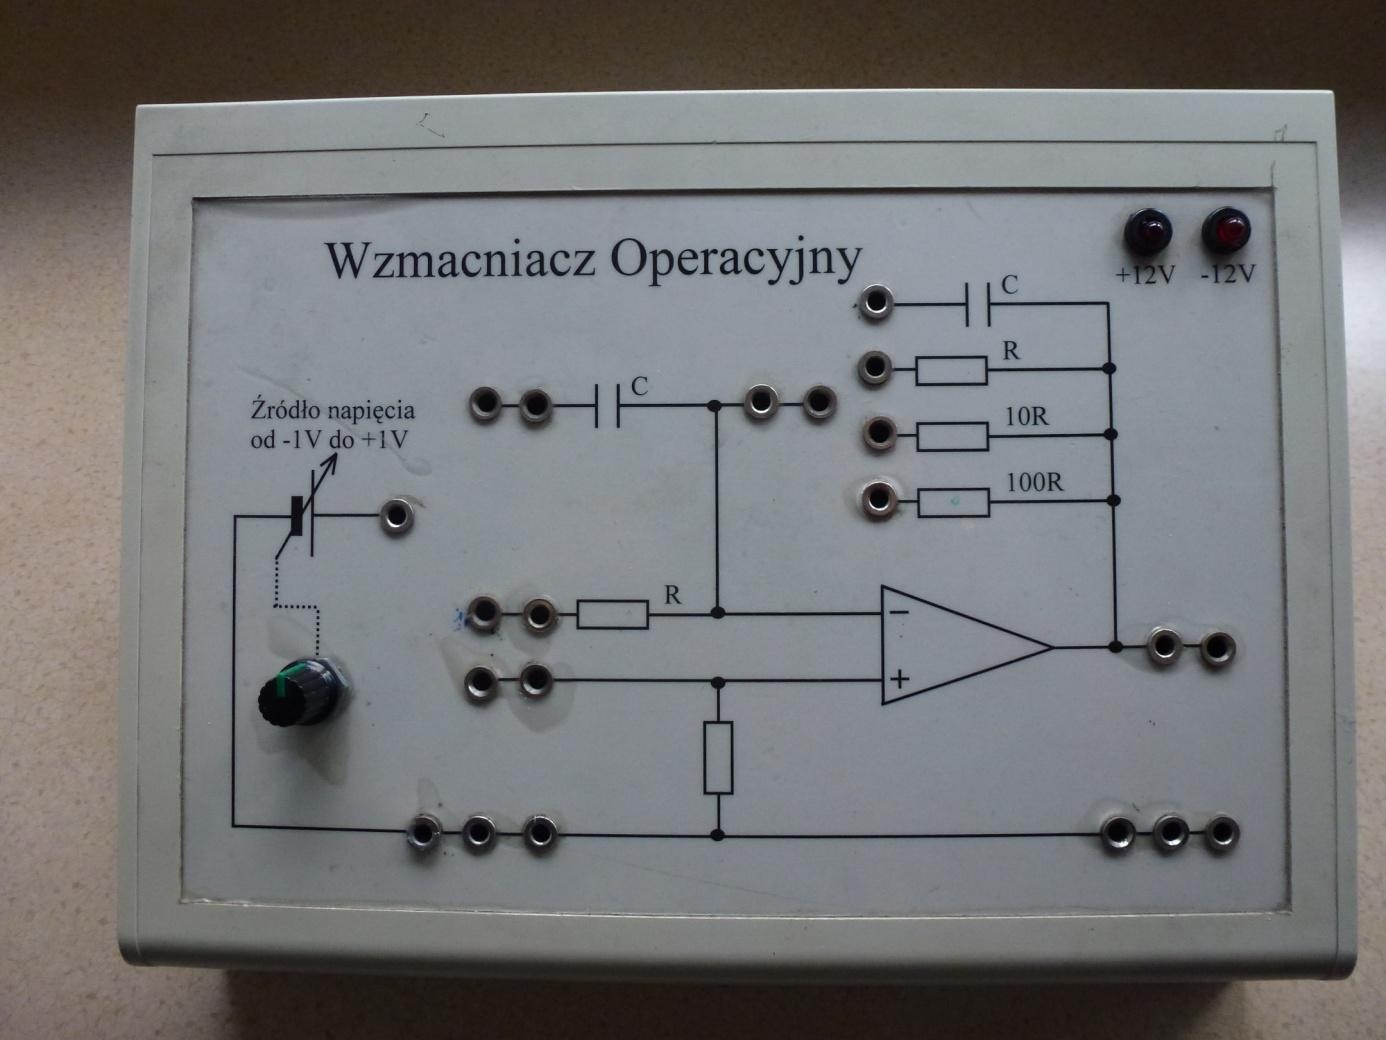 Wzmacniacz Operacyjny
+12V
-12V
C
R
10R
100R
C
Źródło napięcia
od -1V do +1V
R
−
+